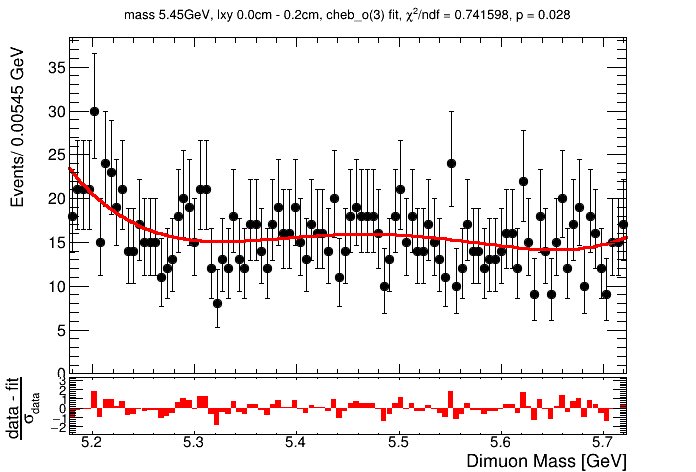 mass 5.45GeV, lxy 0.0cm - 0.2cm, cheb_o(3) fit, χ²/ndf = 0.741598, p = 0.028
Events/ 0.00545 GeV
35
30
25
20
15
10
5
0
data - fit
σdata
3
2
1
0
−1
−2
5.2 5.3 5.4 5.5 5.6 5.7
Dimuon Mass [GeV]